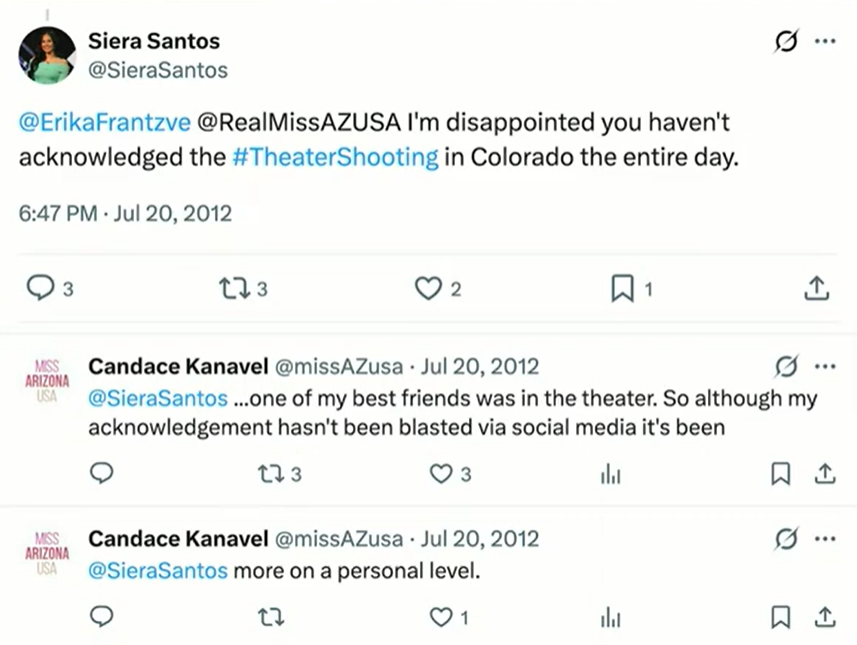 Siera Santos
@SieraSantos
@ErikaFrantzve @RealMissAZUSA I'm disappointed you haven't
acknowledged the #TheaterShooting in Colorado the entire day.
6:47 PM · Jul 20, 2012
3 3 2 1
MISS
ARIZONA
USA
Candace Kanavel @missAZusa · Jul 20, 2012
@SieraSantos ...one of my best friends was in the theater. So although my
acknowledgement hasn't been blasted via social media it's been
3 3
MISS
ARIZONA
USA
Candace Kanavel @missAZusa · Jul 20, 2012
@SieraSantos more on a personal level.
1